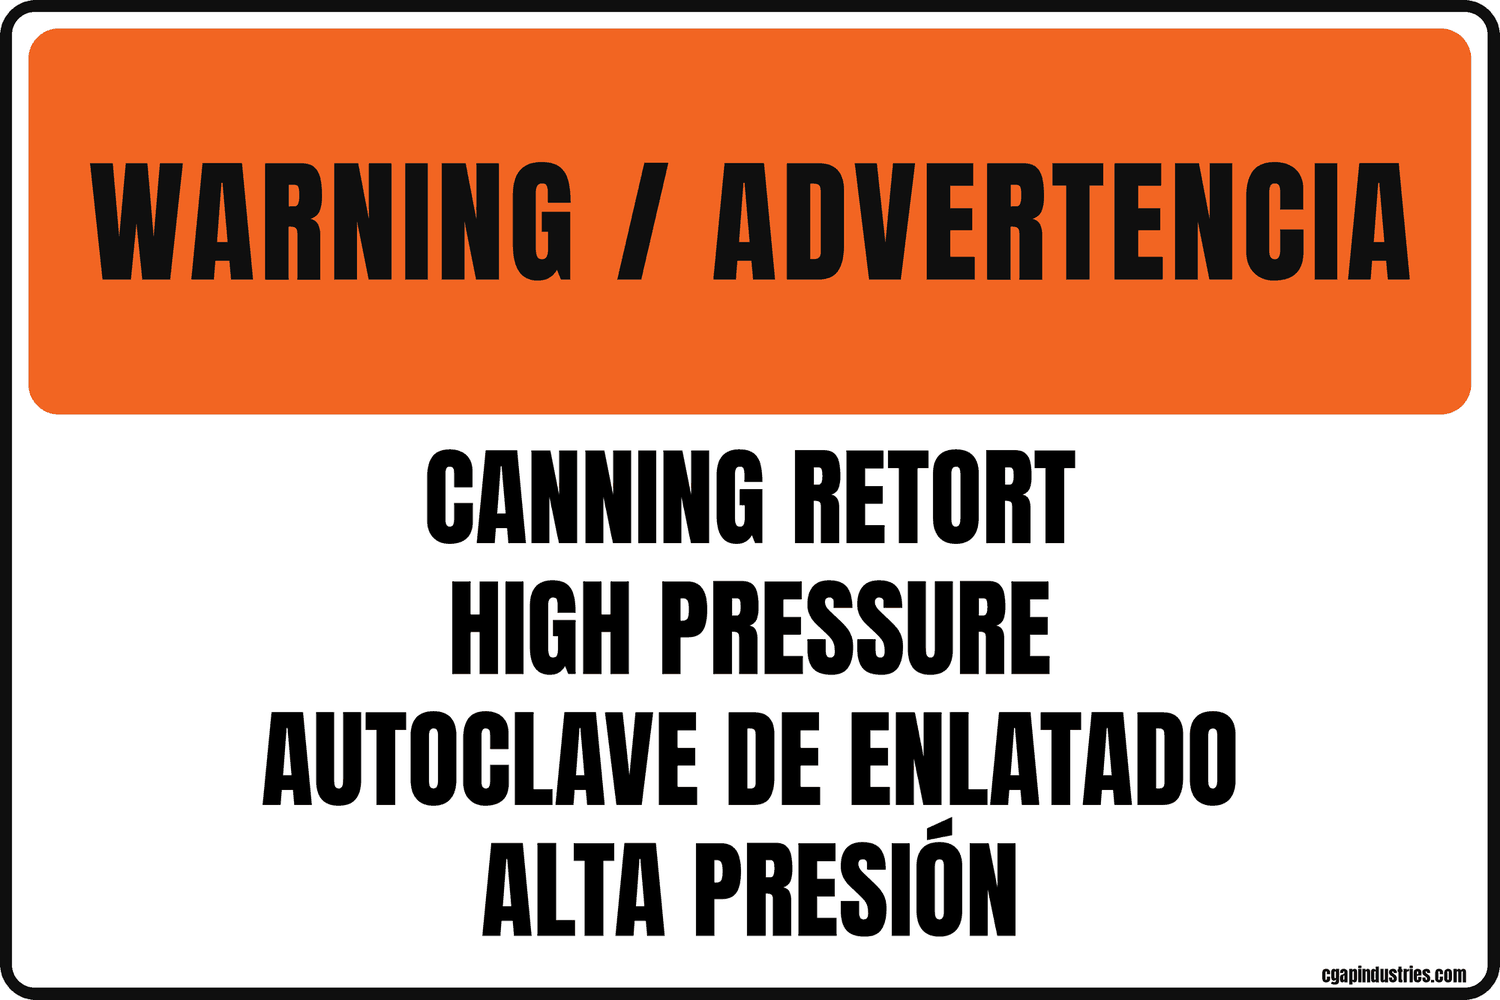 WARNING / ADVERTENCIA
CANNING RETORT
HIGH PRESSURE
AUTOCLAVE DE ENLATADO
ALTA PRESIÓN
cgapindustries.com